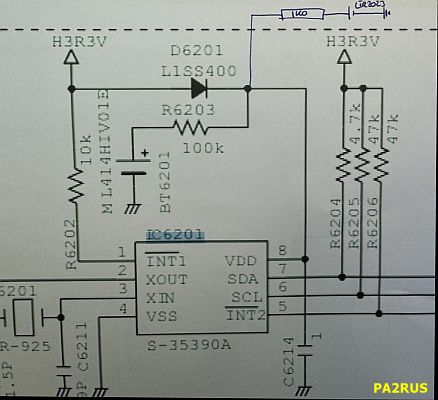 1K0
H3R3V
D6201
L1SS400
H3R3V
R6203
100k
10k
ML414HIV01E
BT6201
4.7k
47k
47k
R6202
R6204
R6205
R6206
IC6201
1
INT1
VDD
8
2
XOUT
SDA
7
3
XIN
SCL
6
4
VSS
INT2
5
S-35390A
6201
R-925
C6211
9P
1.5P
C6214
1
PA2RUS